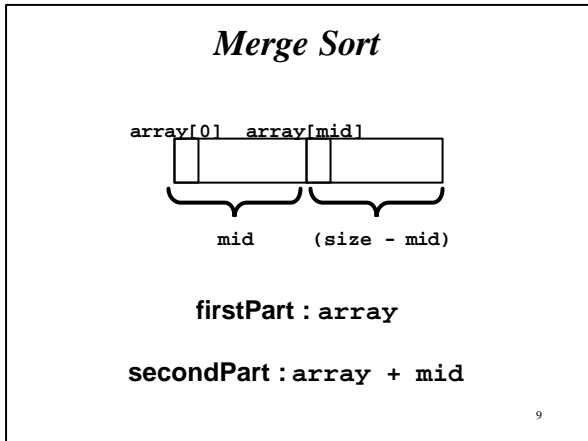 Merge Sort
array[0] array[mid]
mid (size - mid)
firstPart : array
secondPart : array + mid
9